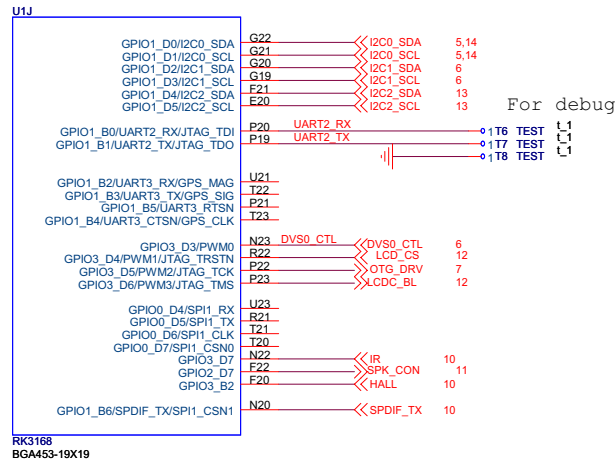 U1J
GPIO1_D0/I2C0_SDA G22 I2C0_SDA 5,14
GPIO1_D1/I2C0_SCL G21 I2C0_SCL 5,14
GPIO1_D2/I2C1_SDA G20 I2C1_SDA 6
GPIO1_D3/I2C1_SCL G19 I2C1_SCL 6
GPIO1_D4/I2C2_SDA F21 I2C2_SDA 13
GPIO1_D5/I2C2_SCL E20 I2C2_SCL 13
For debug
GPIO1_B0/UART2_RX/JTAG_TDI P20 UART2_RX 1 T6 TEST t_1
GPIO1_B1/UART2_TX/JTAG_TDO P19 UART2_TX 1 T7 TEST t_1
1 T8 TEST t_1
GPIO1_B2/UART3_RX/GPS_MAG U21
GPIO1_B3/UART3_TX/GPS_SIG T22
GPIO1_B5/UART3_RTSN P21
GPIO1_B4/UART3_CTSN/GPS_CLK T23
GPIO3_D3/PWM0 N23 DVS0_CTL DVS0_CTL 6
GPIO3_D4/PWM1/JTAG_TRSTN R22 LCD_CS 12
GPIO3_D5/PWM2/JTAG_TCK P22 OTG_DRV 7
GPIO3_D6/PWM3/JTAG_TMS P23 LCDC_BL 12
GPIO0_D4/SPI1_RX U23
GPIO0_D5/SPI1_TX R21
GPIO0_D6/SPI1_CLK T21
GPIO0_D7/SPI1_CSN0 T20
GPIO3_D7 N22 IR 10
GPIO2_D7 F22 SPK_CON 11
GPIO3_B2 F20 HALL 10
GPIO1_B6/SPDIF_TX/SPI1_CSN1 N20 SPDIF_TX 10
RK3168
BGA453-19X19